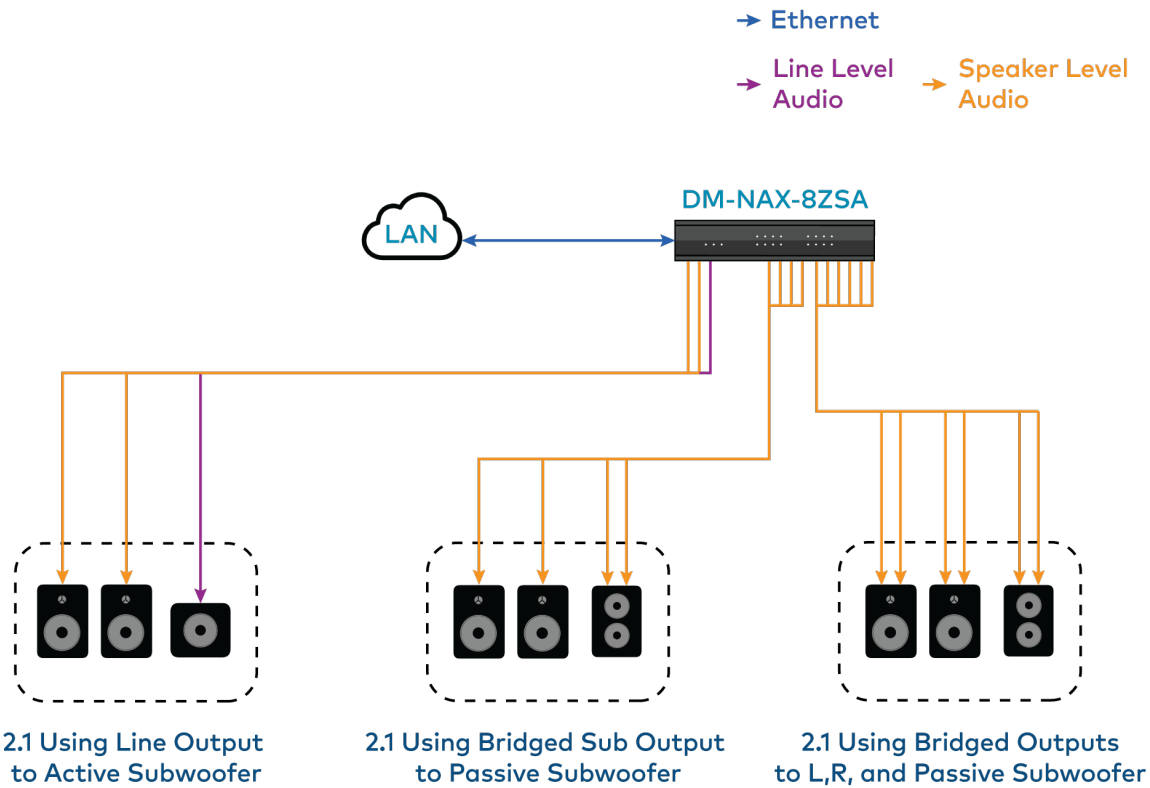 Ethernet
Line Level
Audio
Speaker Level
Audio
DM-NAX-8ZSA
LAN
2.1 Using Line Output
to Active Subwoofer
2.1 Using Bridged Sub Output
to Passive Subwoofer
2.1 Using Bridged Outputs
to L,R, and Passive Subwoofer